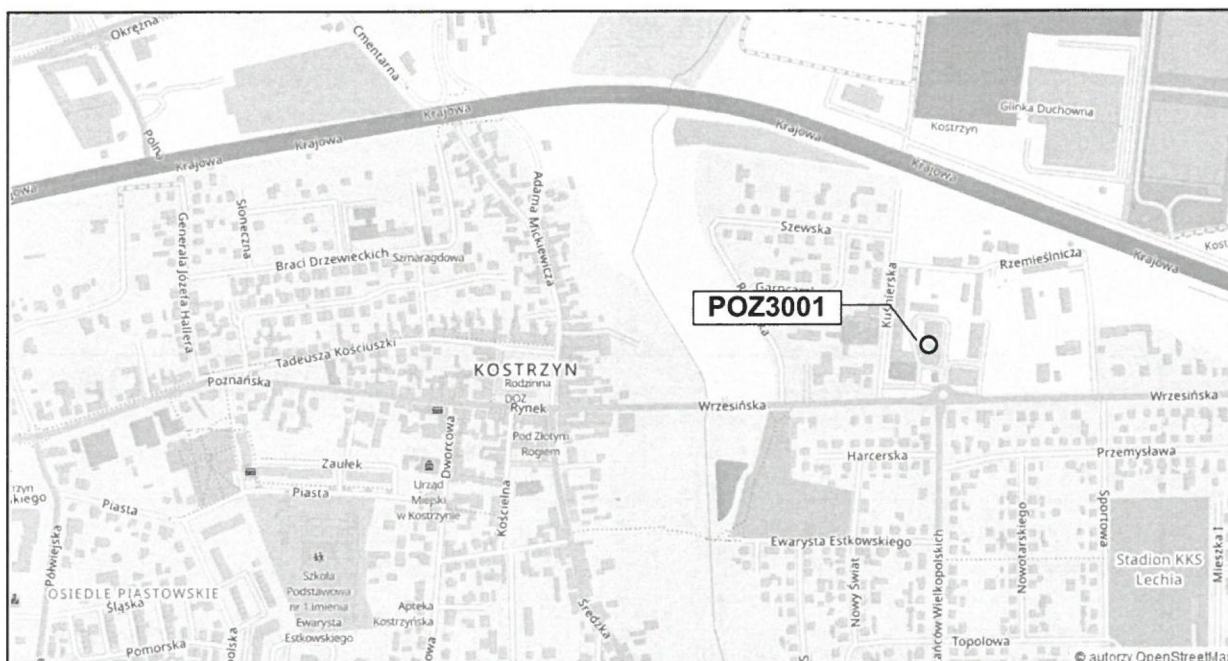 Okrężna
Cmentarna
Polna
Krajowa
Krajowa
Krajowa
Krajowa
Krajowa
Krajowa
Glinka Duchowna
Kostrzyn
Generała Józefa Hallera
Słoneczna
Braci Drzewieckich
Szmaragdowa
Adama Mickiewicza
Szewska
Kuśnierska
Rzemieślnicza
POZ3001
Tadeusza Kościuszki
Poznańska
KOSTRZYN
Rodzinna
DOZ
Rynek
Wrzesińska
Wrzesińska
Pod Złotym
Rogiem
Dworcowa
Kościelna
Zaułek
Piasta
Piasta
Urząd
Miejski
w Kostrzynie
Harcerska
Przemysława
Sportowa
Ewarysta Estkowskiego
Nowy Świat
Nowotarskiego
Stadion KKS
Lechia
Mieszka I
Półwiejska
OSIEDLE PIASTOWSKIE
Śląska
Pomorska
Szkoła
Podstawowa
nr 1 imienia
Ewarysta
Estkowskiego
Apteka
Kostrzyńska
Średzka
Topolowa
© autorzy OpenStreetMap